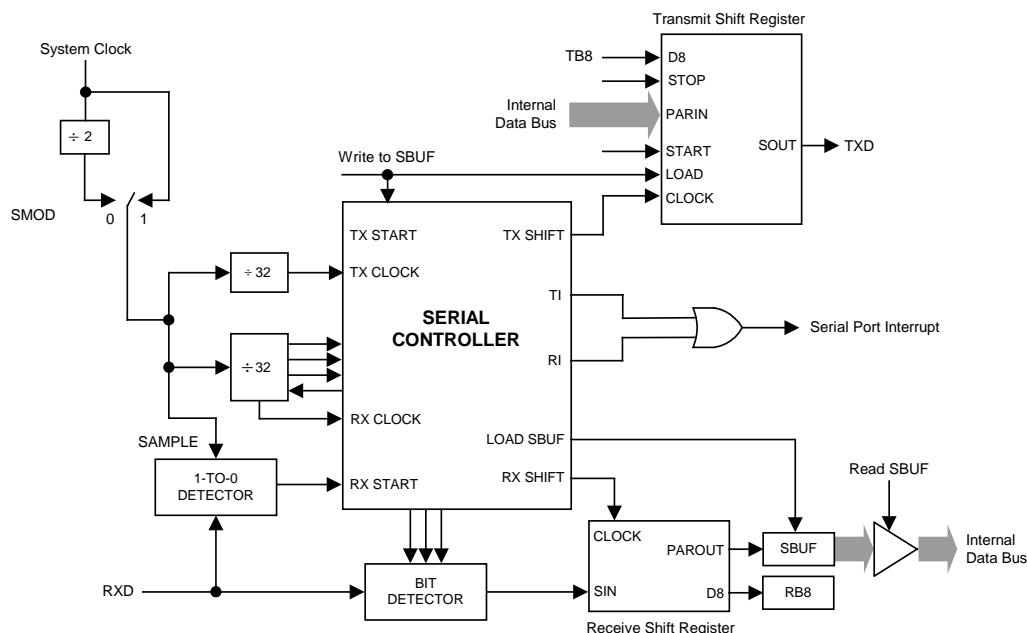 Transmit Shift Register
System Clock
TB8
D8
STOP
Internal
Data Bus
PARIN
÷ 2
START
SOUT
TXD
Write to SBUF
LOAD
CLOCK
SMOD
0
1
TX START
TX SHIFT
÷ 32
TX CLOCK
TI
SERIAL
CONTROLLER
Serial Port Interrupt
÷ 32
RI
RX CLOCK
SAMPLE
LOAD SBUF
1-TO-0
DETECTOR
RX START
RX SHIFT
Read SBUF
CLOCK
PAROUT
SBUF
Internal
Data Bus
RXD
BIT
DETECTOR
SIN
D8
RB8
Receive Shift Register